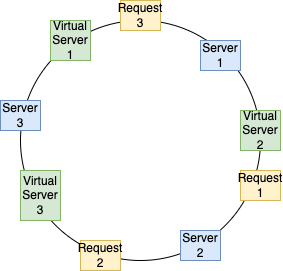 Request
3
Virtual
Server
1
Server
1
Server
3
Virtual
Server
2
Virtual
Server
3
Request
1
Request
2
Server
2